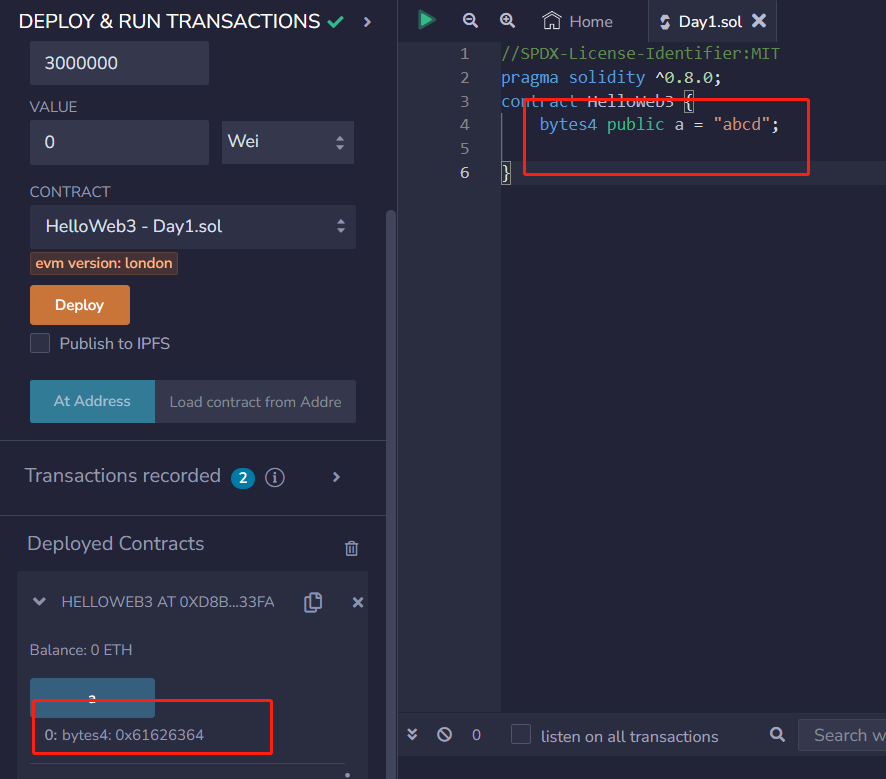 DEPLOY & RUN TRANSACTIONS
3000000
VALUE
0
Wei
CONTRACT
HelloWeb3 - Day1.sol
evm version: london
Deploy
Publish to IPFS
At Address
Load contract from Addre
Transactions recorded
2
Deployed Contracts
HELLOWEB3 AT 0XD8B...33FA
Balance: 0 ETH
a
0: bytes4: 0x61626364
Home
Day1.sol
1 //SPDX-License-Identifier:MIT
2 pragma solidity ^0.8.0;
3 contract HelloWeb3 {
4 bytes4 public a = "abcd";
5
6 }
0
listen on all transactions
Search w